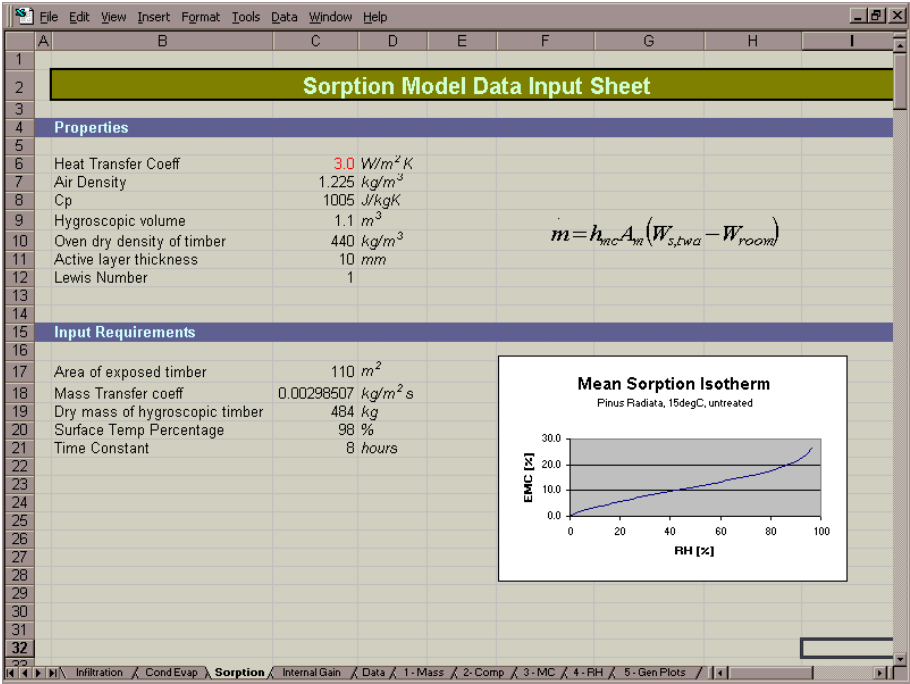 File Edit View Insert Format Tools Data Window Help
A B C D E F G H I
1
2 Sorption Model Data Input Sheet
3
4 Properties
5
6 Heat Transfer Coeff 3.0 W/m² K
7 Air Density 1.225 kg/m³
8 Cp 1005 J/kgK
9 Hygroscopic volume 1.1 m³
10 Oven dry density of timber 440 kg/m³
11 Active layer thickness 10 mm
12 Lewis Number 1
ṁ=hmcAm(Ws,twa−Wroom)
13
14
15 Input Requirements
16
17 Area of exposed timber 110 m²
18 Mass Transfer coeff 0.00298507 kg/m² s
19 Dry mass of hygroscopic timber 484 kg
20 Surface Temp Percentage 98 %
21 Time Constant 8 hours
22
23
24
25
26
27
28
29
30
31
32
33
Mean Sorption Isotherm
Pinus Radiata, 15degC, untreated
EMC [%]
30.0
20.0
10.0
0.0
0 20 40 60 80 100
RH [%]
Infiltration Cond Evap Sorption Internal Gain Data 1 - Mass 2- Comp 3 - MC 4 - RH 5 - Gen Plots